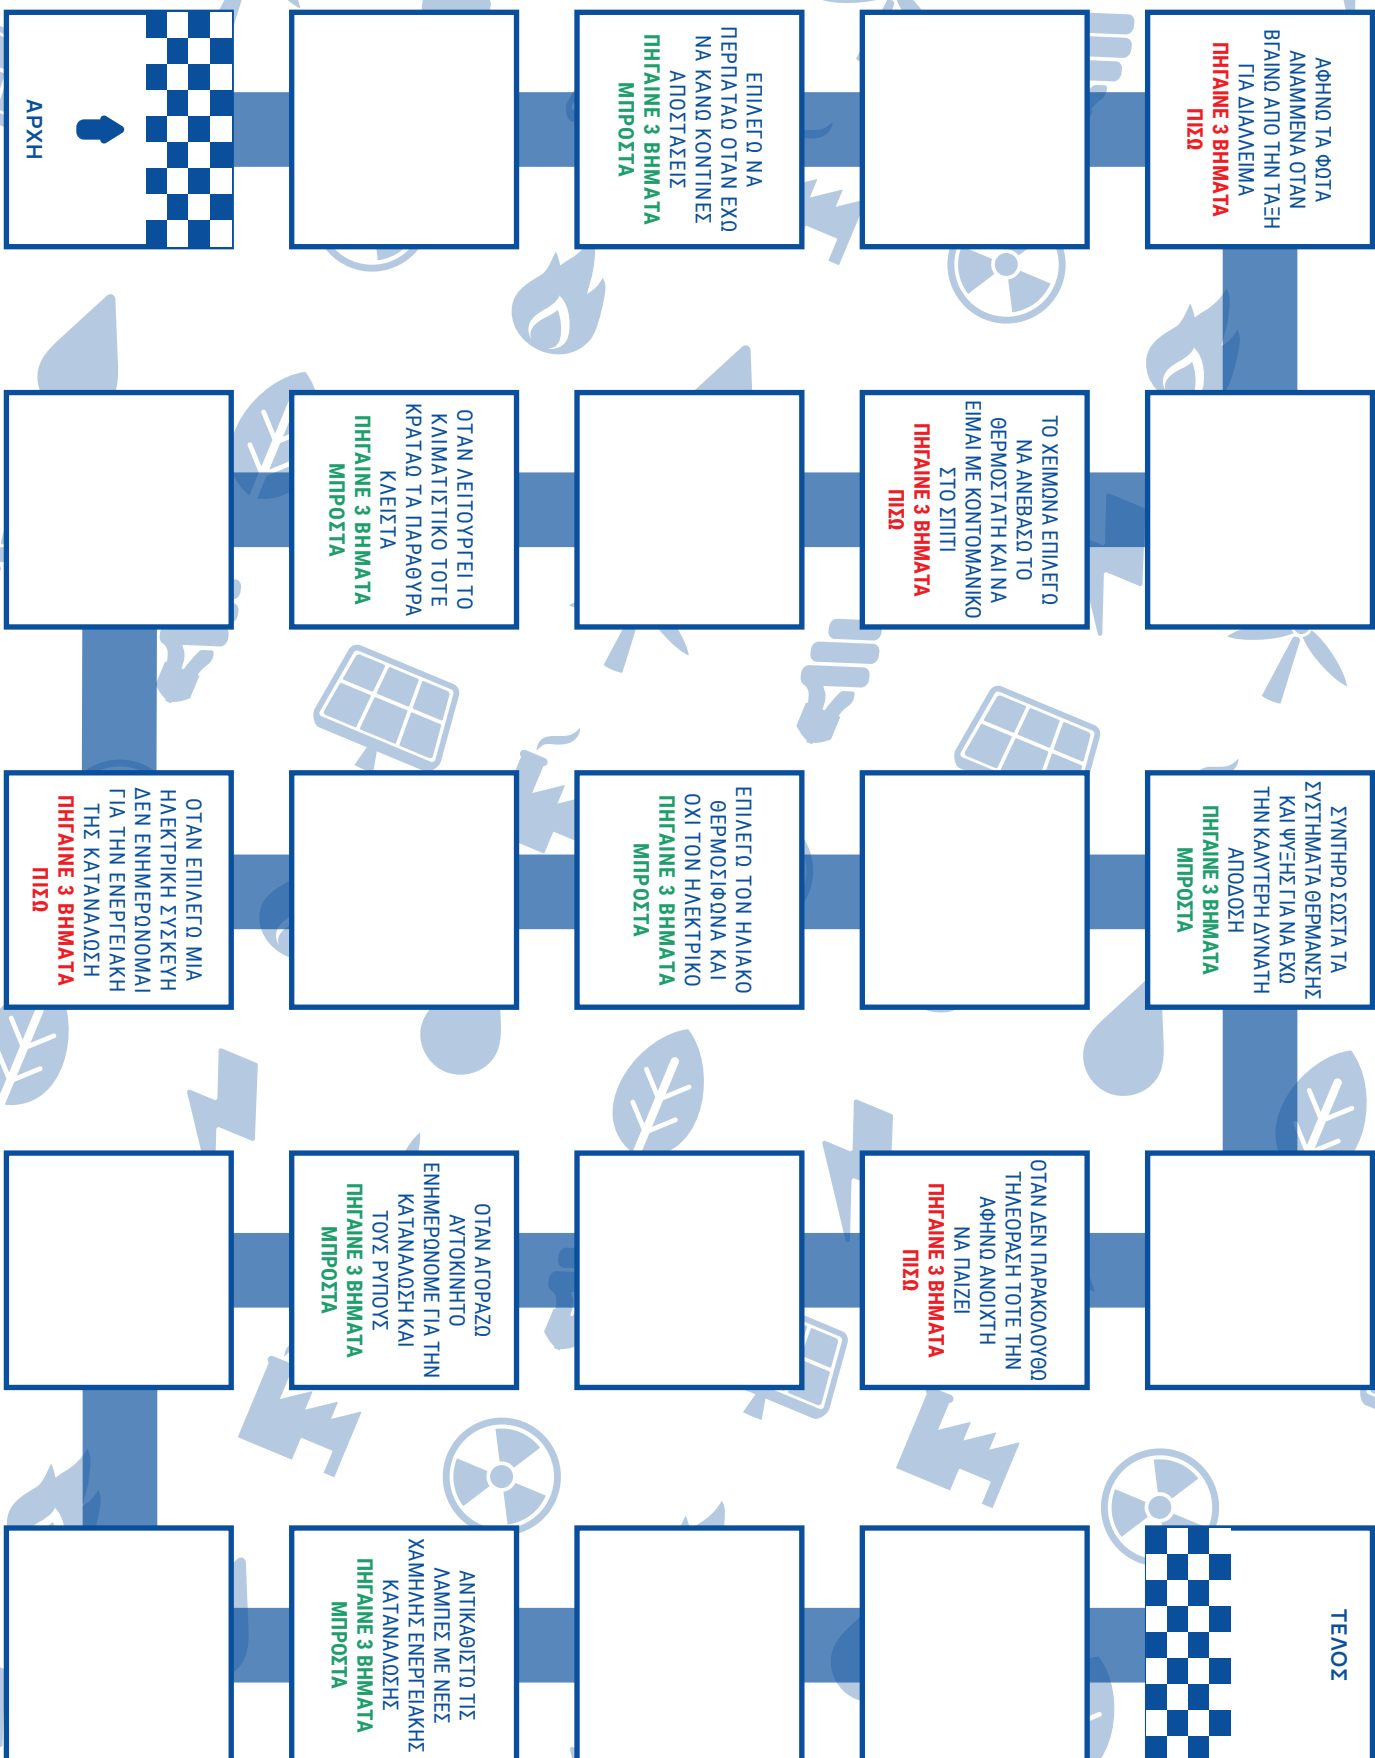 ΑΡΧΗ
ΕΠΙΛΕΓΩ ΝΑ
ΠΕΡΠΑΤΑΩ ΟΤΑΝ ΕΧΩ
ΝΑ ΚΑΝΩ ΚΟΝΤΙΝΕΣ
ΑΠΟΣΤΑΣΕΙΣ
ΠΗΓΑΙΝΕ 3 ΒΗΜΑΤΑ
ΜΠΡΟΣΤΑ
ΑΦΗΝΩ ΤΑ ΦΩΤΑ
ΑΝΑΜΜΕΝΑ ΟΤΑΝ
ΒΓΑΙΝΩ ΑΠΟ ΤΗΝ ΤΑΞΗ
ΓΙΑ ΔΙΑΛΛΕΙΜΑ
ΠΗΓΑΙΝΕ 3 ΒΗΜΑΤΑ
ΠΙΣΩ
ΤΟ ΧΕΙΜΩΝΑ ΕΠΙΛΕΓΩ
ΝΑ ΑΝΕΒΑΣΩ ΤΟ
ΘΕΡΜΟΣΤΑΤΗ ΚΑΙ ΝΑ
ΕΙΜΑΙ ΜΕ ΚΟΝΤΟΜΑΝΙΚΟ
ΣΤΟ ΣΠΙΤΙ
ΠΗΓΑΙΝΕ 3 ΒΗΜΑΤΑ
ΠΙΣΩ
ΟΤΑΝ ΛΕΙΤΟΥΡΓΕΙ ΤΟ
ΚΛΙΜΑΤΙΣΤΙΚΟ ΤΟΤΕ
ΚΡΑΤΑΩ ΤΑ ΠΑΡΑΘΥΡΑ
ΚΛΕΙΣΤΑ
ΠΗΓΑΙΝΕ 3 ΒΗΜΑΤΑ
ΜΠΡΟΣΤΑ
ΟΤΑΝ ΕΠΙΛΕΓΩ ΜΙΑ
ΗΛΕΚΤΡΙΚΗ ΣΥΣΚΕΥΗ
ΔΕΝ ΕΝΗΜΕΡΩΝΟΜΑΙ
ΓΙΑ ΤΗΝ ΕΝΕΡΓΕΙΑΚΗ
ΤΗΣ ΚΑΤΑΝΑΛΩΣΗ
ΠΗΓΑΙΝΕ 3 ΒΗΜΑΤΑ
ΠΙΣΩ
ΕΠΙΛΕΓΩ ΤΟΝ ΗΛΙΑΚΟ
ΘΕΡΜΟΣΙΦΩΝΑ ΚΑΙ
ΟΧΙ ΤΟΝ ΗΛΕΚΤΡΙΚΟ
ΠΗΓΑΙΝΕ 3 ΒΗΜΑΤΑ
ΜΠΡΟΣΤΑ
ΣΥΝΤΗΡΩ ΣΩΣΤΑ ΤΑ
ΣΥΣΤΗΜΑΤΑ ΘΕΡΜΑΝΣΗΣ
ΚΑΙ ΨΥΞΗΣ ΓΙΑ ΝΑ ΕΧΩ
ΤΗΝ ΚΑΛΥΤΕΡΗ ΔΥΝΑΤΗ
ΑΠΟΔΟΣΗ
ΠΗΓΑΙΝΕ 3 ΒΗΜΑΤΑ
ΜΠΡΟΣΤΑ
ΟΤΑΝ ΔΕΝ ΠΑΡΑΚΟΛΟΥΘΩ
ΤΗΛΕΟΡΑΣΗ ΤΟΤΕ ΤΗΝ
ΑΦΗΝΩ ΑΝΟΙΧΤΗ
ΝΑ ΠΑΙΖΕΙ
ΠΗΓΑΙΝΕ 3 ΒΗΜΑΤΑ
ΠΙΣΩ
ΟΤΑΝ ΑΓΟΡΑΖΩ
ΑΥΤΟΚΙΝΗΤΟ
ΕΝΗΜΕΡΩΝΟΜΕ ΓΙΑ ΤΗΝ
ΚΑΤΑΝΑΛΩΣΗ ΚΑΙ
ΤΟΥΣ ΡΥΠΟΥΣ
ΠΗΓΑΙΝΕ 3 ΒΗΜΑΤΑ
ΜΠΡΟΣΤΑ
ΑΝΤΙΚΑΘΙΣΤΩ ΤΙΣ
ΛΑΜΠΕΣ ΜΕ ΝΕΕΣ
ΧΑΜΗΛΗΣ ΕΝΕΡΓΕΙΑΚΗΣ
ΚΑΤΑΝΑΛΩΣΗΣ
ΠΗΓΑΙΝΕ 3 ΒΗΜΑΤΑ
ΜΠΡΟΣΤΑ
ΤΕΛΟΣ